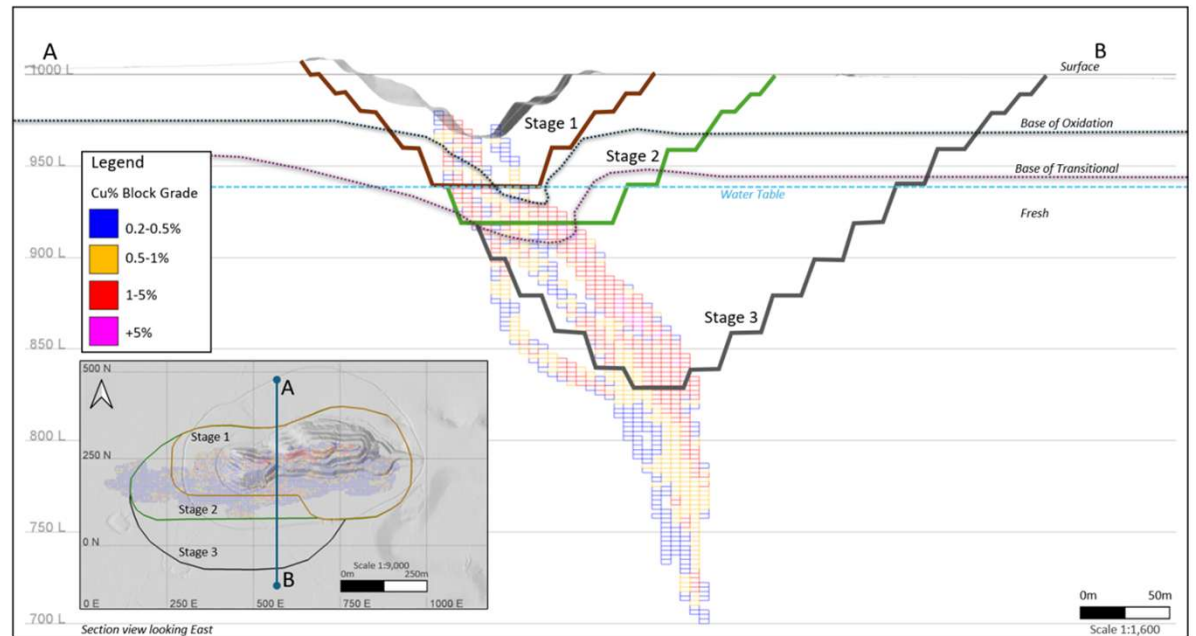 A
B
1000 L
Surface
Stage 1
Base of Oxidation
Stage 2
950 L
Base of Transitional
Water Table
Fresh
Legend
Cu% Block Grade
0.2-0.5%
0.5-1%
1-5%
+5%
900 L
Stage 3
850 L
800 L
750 L
700 L
500 N
A
Stage 1
250 N
Stage 2
0 N
Stage 3
Scale 1:9,000
0m 250m
B
0 E 250 E 500 E 750 E 1000 E
Section view looking East
0m 50m
Scale 1:1,600